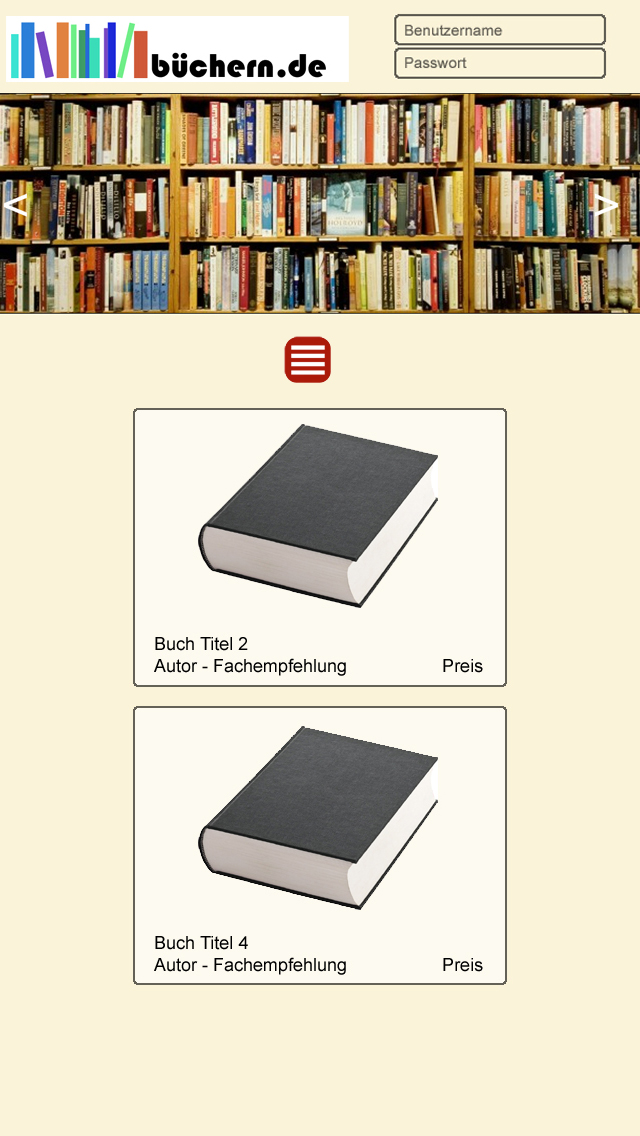 büchern.de
Benutzername
Passwort
< >
Buch Titel 2
Autor - Fachempfehlung Preis
Buch Titel 4
Autor - Fachempfehlung Preis